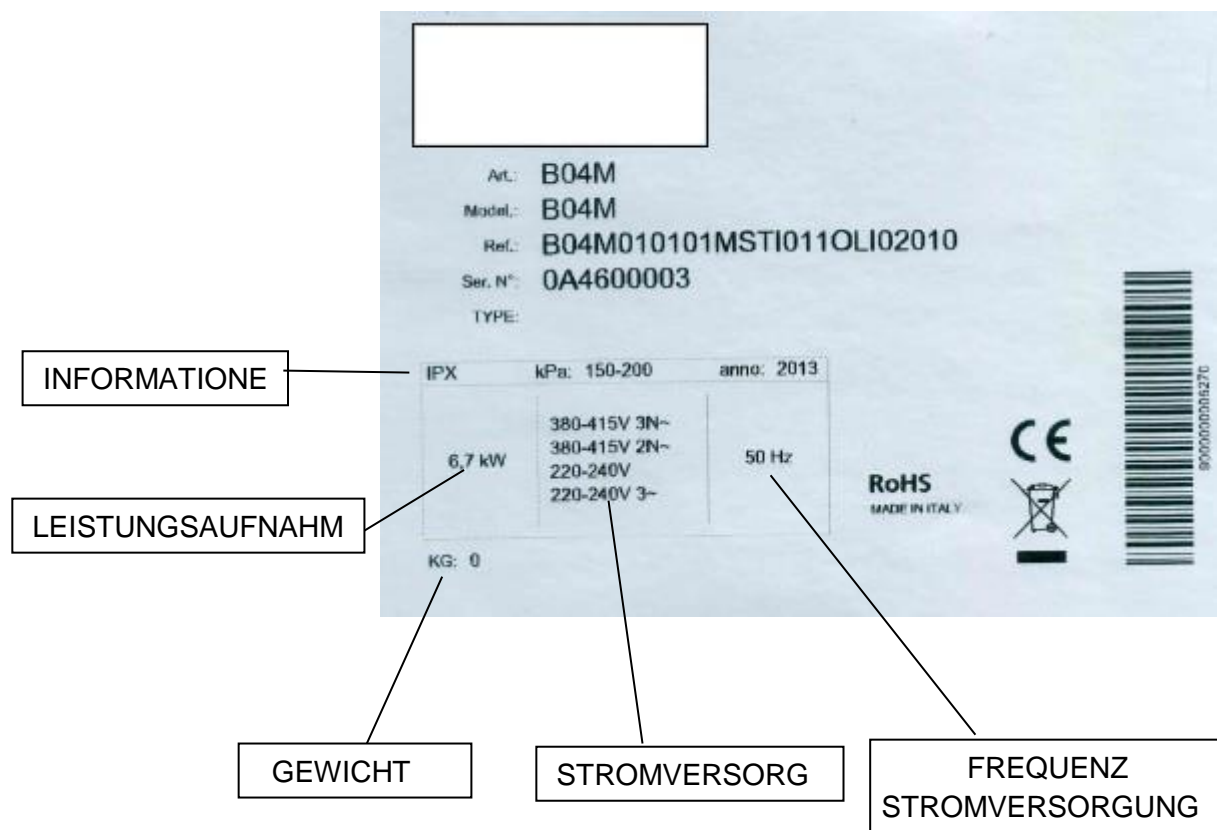 Art.: B04M
Model.: B04M
Ref.: B04M010101MSTI011OLI02010
Ser. N°: 0A4600003
TYPE:
INFORMATIONE
IPX kPa: 150-200 anno: 2013
380-415V 3N~
380-415V 2N~
6,7 kW
50 Hz
220-240V
220-240V 3~
LEISTUNGSAUFNAHM
KG: 0
CE
RoHS
MADE IN ITALY
GEWICHT
STROMVERSORG
FREQUENZ
STROMVERSORGUNG